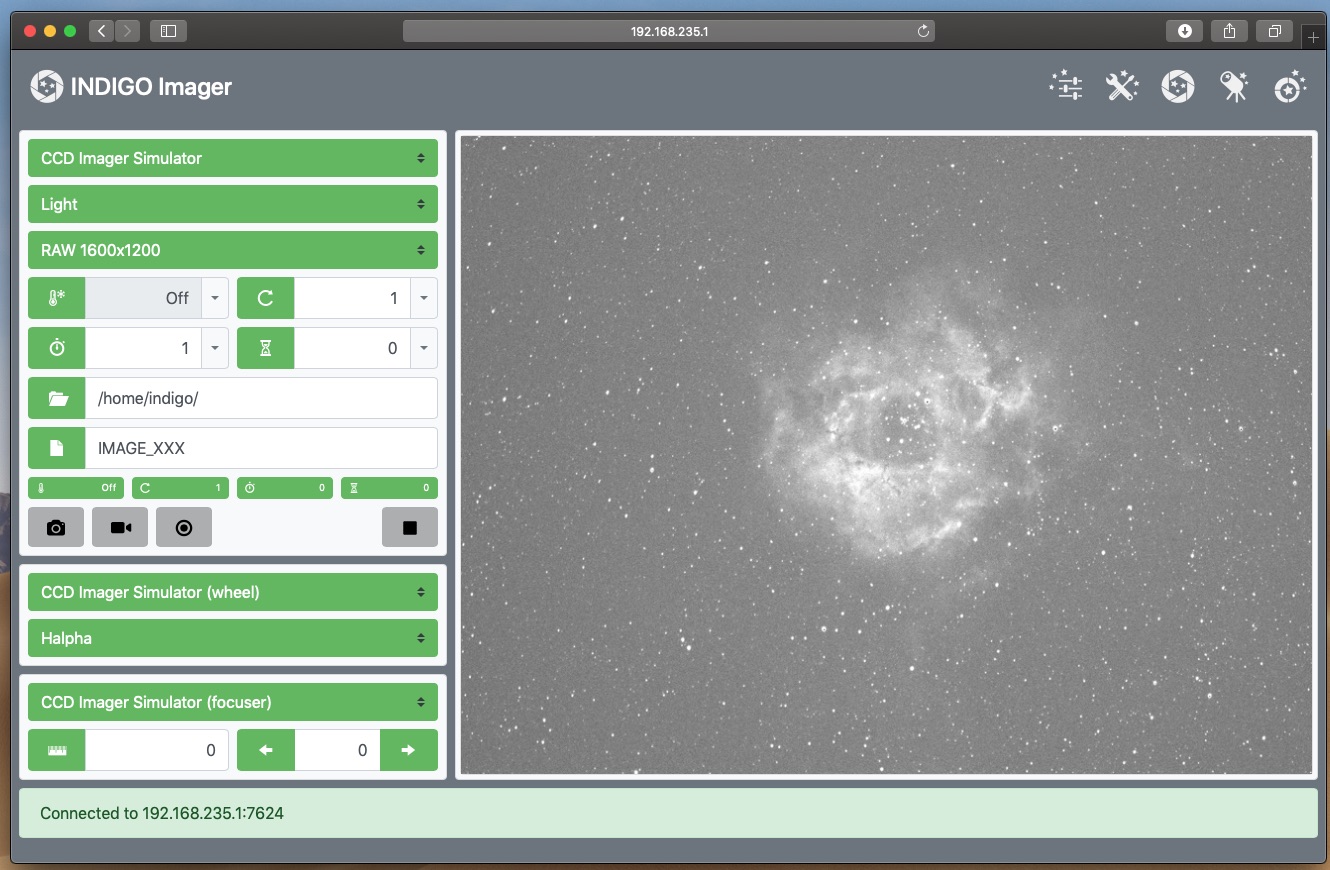 192.168.235.1
INDIGO Imager
CCD Imager Simulator
Light
RAW 1600x1200
Off 1
1 0
/home/indigo/
IMAGE_XXX
Off 1 0 0
CCD Imager Simulator (wheel)
Halpha
CCD Imager Simulator (focuser)
0 0
Connected to 192.168.235.1:7624